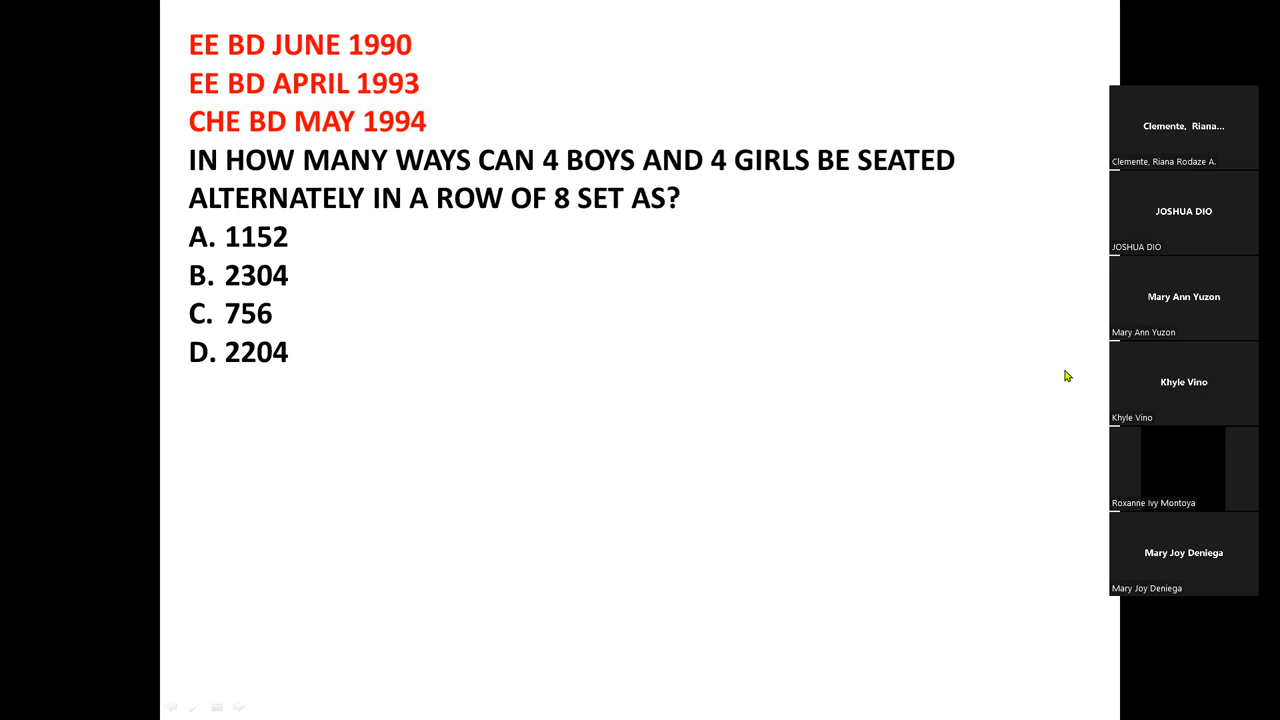 EE BD JUNE 1990
EE BD APRIL 1993
CHE BD MAY 1994
IN HOW MANY WAYS CAN 4 BOYS AND 4 GIRLS BE SEATED
ALTERNATELY IN A ROW OF 8 SET AS?
A. 1152
B. 2304
C. 756
D. 2204
Clemente, Riana...
Clemente, Riana Rodaze A.
JOSHUA DIO
JOSHUA DIO
Mary Ann Yuzon
Mary Ann Yuzon
Khyle Vino
Khyle Vino
Roxanne Ivy Montoya
Mary Joy Deniega
Mary Joy Deniega